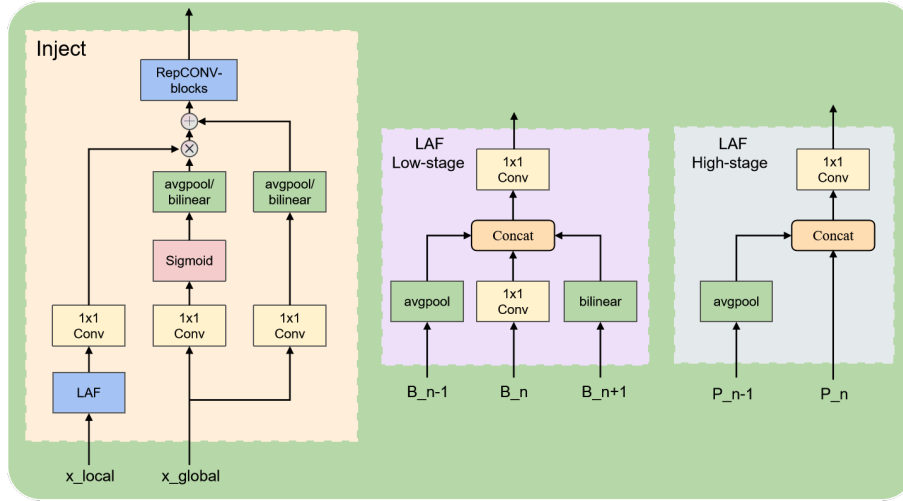 Inject
RepCONV-
blocks
+
×
avgpool/
bilinear
avgpool/
bilinear
Sigmoid
1x1
Conv
1x1
Conv
1x1
Conv
LAF
x_local
x_global
LAF
Low-stage
1x1
Conv
Concat
avgpool
1x1
Conv
bilinear
B_n-1
B_n
B_n+1
LAF
High-stage
1x1
Conv
Concat
avgpool
P_n-1
P_n